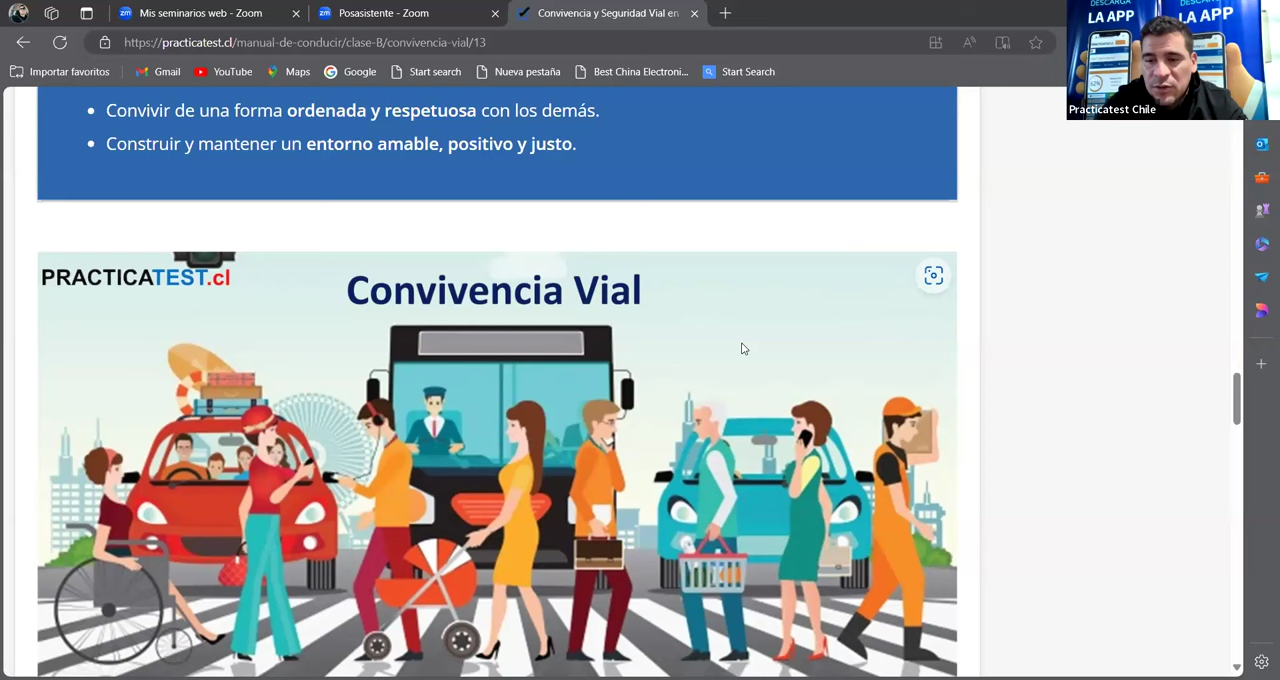 Mis seminarios web - Zoom
Posasistente - Zoom
Convivencia y Seguridad Vial en
https://practicatest.cl/manual-de-conducir/clase-B/convivencia-vial/13
Importar favoritos
Gmail
YouTube
Maps
Google
Start search
Nueva pestaña
Best China Electroni...
Start Search
DESCARGA
LA APP
LA APP
Practicatest Chile
Convivir de una forma ordenada y respetuosa con los demás.
Construir y mantener un entorno amable, positivo y justo.
PRACTICATEST.cl
Convivencia Vial